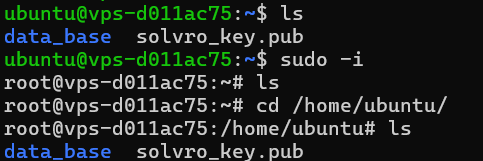 ubuntu@vps-d011ac75:~$ ls
data_base  solvro_key.pub
ubuntu@vps-d011ac75:~$ sudo -i
root@vps-d011ac75:~# ls
root@vps-d011ac75:~# cd /home/ubuntu/
root@vps-d011ac75:/home/ubuntu# ls
data_base  solvro_key.pub